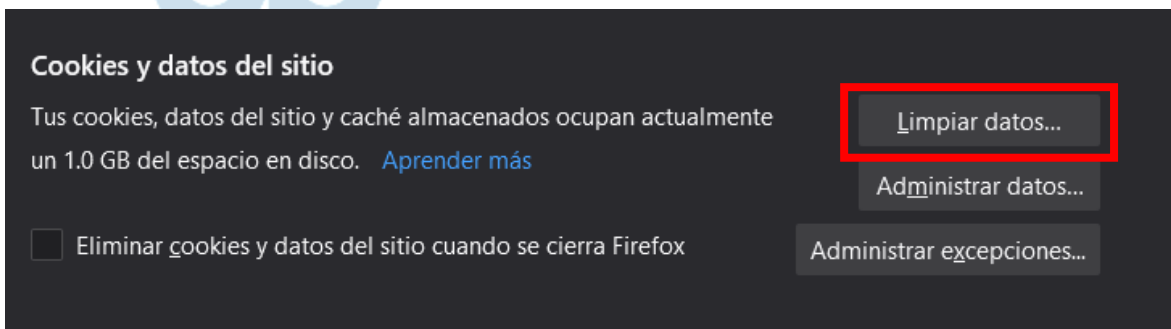 Cookies y datos del sitio
Tus cookies, datos del sitio y caché almacenados ocupan actualmente
un 1.0 GB del espacio en disco. Aprender más
Limpiar datos...
Administrar datos...
Eliminar cookies y datos del sitio cuando se cierra Firefox
Administrar excepciones...